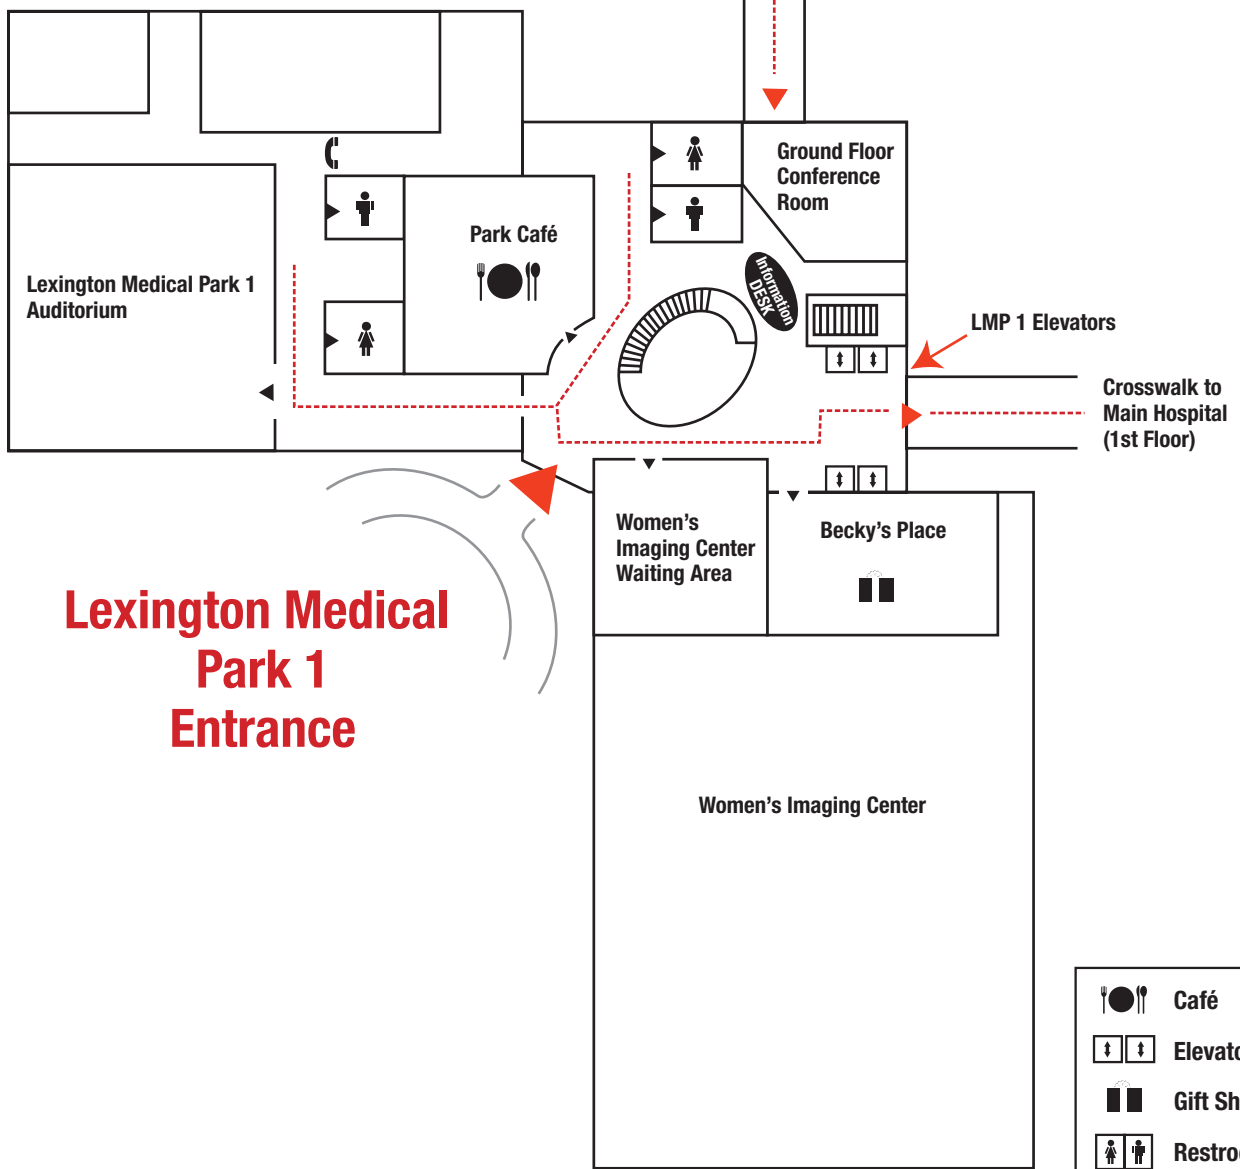 Ground Floor
Conference
Room
Park Café
Lexington Medical Park 1
Auditorium
Information
DESK
LMP 1 Elevators
Crosswalk to
Main Hospital
(1st Floor)
Women's
Imaging Center
Waiting Area
Becky's Place
Lexington Medical
Park 1
Entrance
Women's Imaging Center
Café